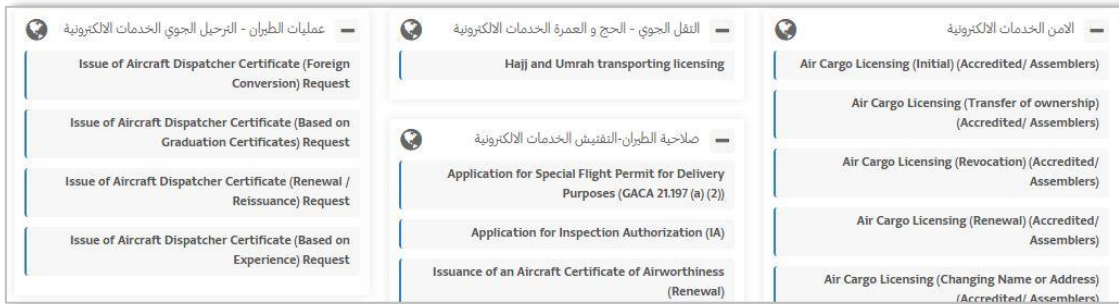 الامن الخدمات الالكترونية
Air Cargo Licensing (Initial) (Accredited/ Assemblers)
Air Cargo Licensing (Transfer of ownership)
(Accredited/ Assemblers)
Air Cargo Licensing (Revocation) (Accredited/
Assemblers)
Air Cargo Licensing (Renewal) (Accredited/
Assemblers)
Air Cargo Licensing (Changing Name or Address)
(Accredited/ Assemblers)
النقل الجوي - الحج و العمرة الخدمات الالكترونية
Hajj and Umrah transporting licensing
صلاحية الطيران-التفتيش الخدمات الالكترونية
Application for Special Flight Permit for Delivery
Purposes (GACA 21.197 (a) (2))
Application for Inspection Authorization (IA)
Issuance of an Aircraft Certificate of Airworthiness
(Renewal)
عمليات الطيران - الترحيل الجوي الخدمات الالكترونية
Issue of Aircraft Dispatcher Certificate (Foreign
Conversion) Request
Issue of Aircraft Dispatcher Certificate (Based on
Graduation Certificates) Request
Issue of Aircraft Dispatcher Certificate (Renewal /
Reissuance) Request
Issue of Aircraft Dispatcher Certificate (Based on
Experience) Request